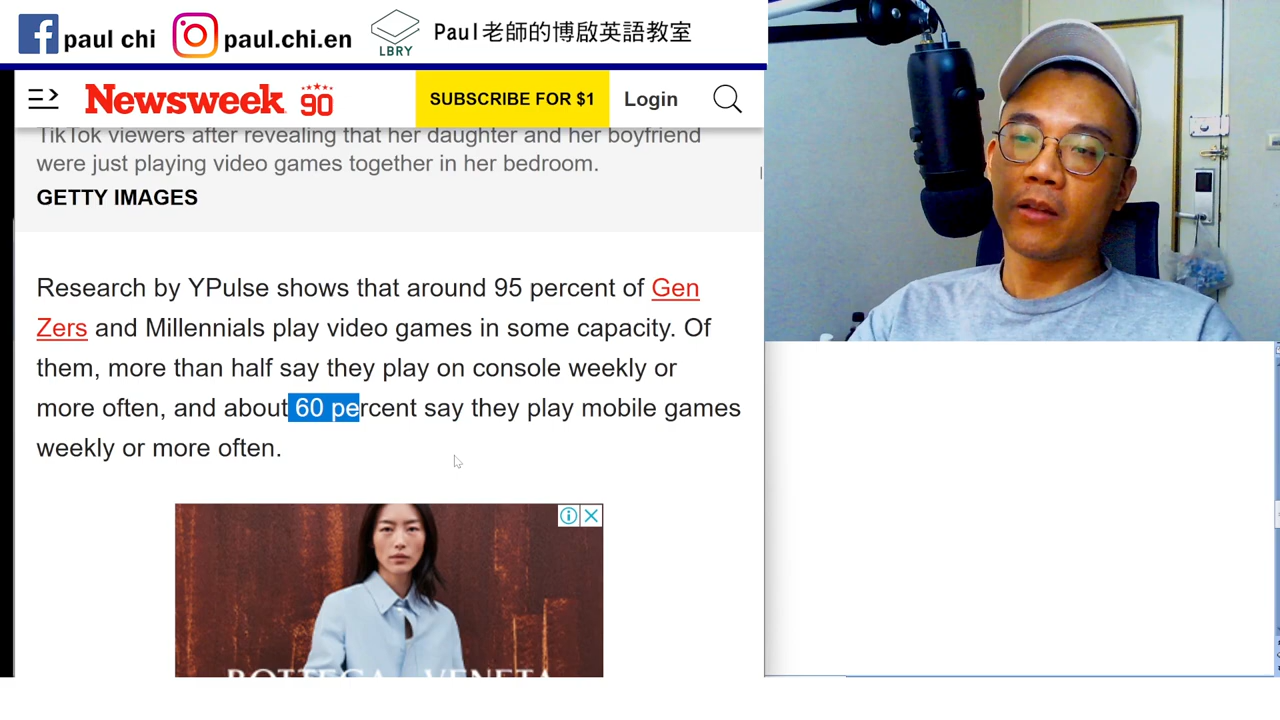 paul chi
paul.chi.en
LBRY
Paul老師的博啟英語教室
Newsweek 90
SUBSCRIBE FOR $1
Login
TikTok viewers after revealing that her daughter and her boyfriend
were just playing video games together in her bedroom.
GETTY IMAGES
Research by YPulse shows that around 95 percent of Gen
Zers and Millennials play video games in some capacity. Of
them, more than half say they play on console weekly or
more often, and about 60 percent say they play mobile games
weekly or more often.
BOTTEGA VENETA